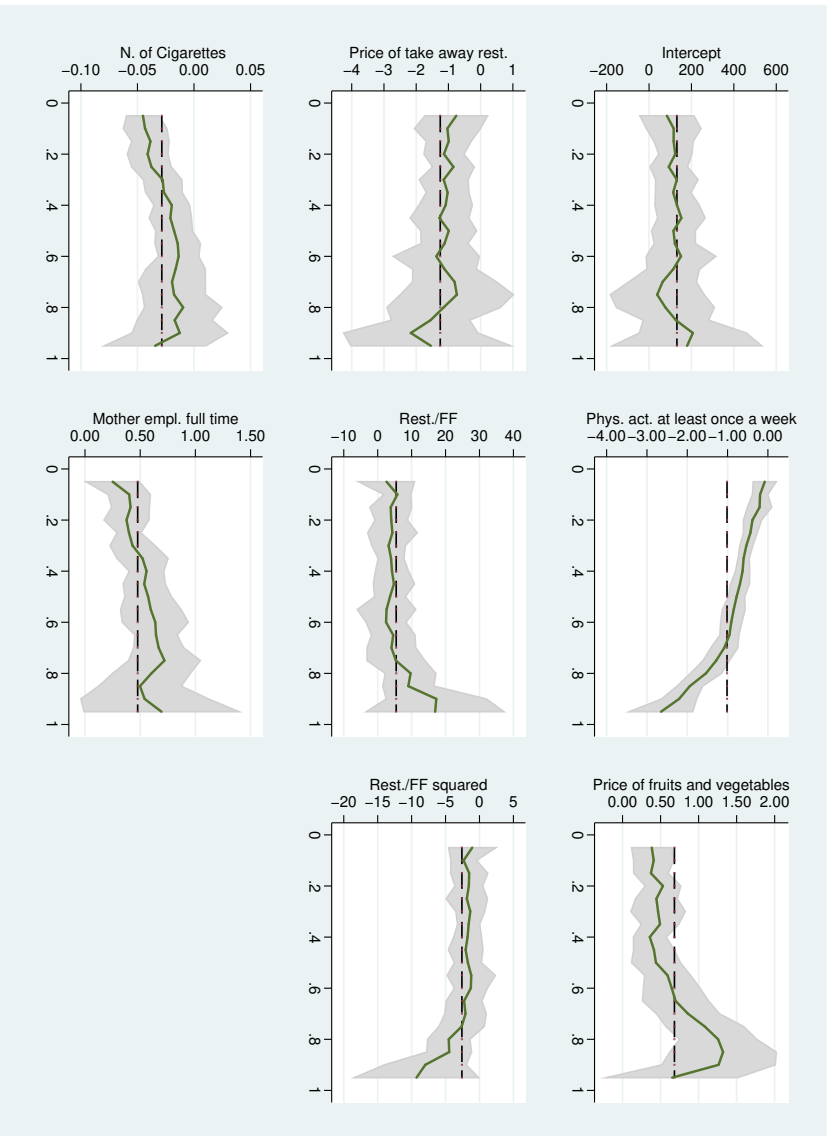 N. of Cigarettes
−0.10 −0.05 0.00 0.05
0 .2 .4 .6 .8 1
Price of take away rest.
−4 −3 −2 −1 0 1
0 .2 .4 .6 .8 1
Intercept
−200 0 200 400 600
0 .2 .4 .6 .8 1
Mother empl. full time
0.00 0.50 1.00 1.50
0 .2 .4 .6 .8 1
Rest./FF
−10 0 10 20 30 40
0 .2 .4 .6 .8 1
Phys. act. at least once a week
−4.00 −3.00 −2.00 −1.00 0.00
0 .2 .4 .6 .8 1
Rest./FF squared
−20 −15 −10 −5 0 5
0 .2 .4 .6 .8 1
Price of fruits and vegetables
0.00 0.50 1.00 1.50 2.00
0 .2 .4 .6 .8 1